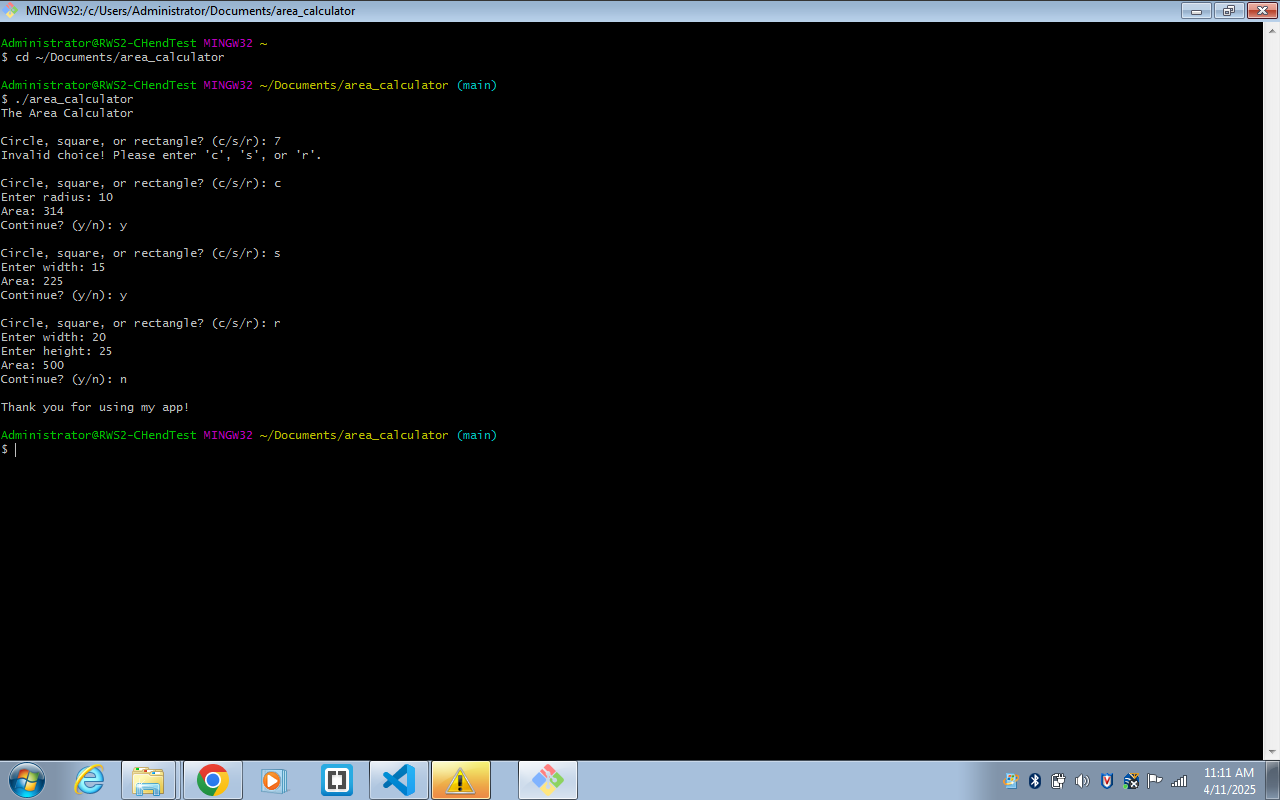 MINGW32:/c/Users/Administrator/Documents/area_calculator
Administrator@RWS2-CHendTest MINGW32 ~
$ cd ~/Documents/area_calculator
Administrator@RWS2-CHendTest MINGW32 ~/Documents/area_calculator (main)
$ ./area_calculator
The Area Calculator
Circle, square, or rectangle? (c/s/r): 7
Invalid choice! Please enter 'c', 's', or 'r'.
Circle, square, or rectangle? (c/s/r): c
Enter radius: 10
Area: 314
Continue? (y/n): y
Circle, square, or rectangle? (c/s/r): s
Enter width: 15
Area: 225
Continue? (y/n): y
Circle, square, or rectangle? (c/s/r): r
Enter width: 20
Enter height: 25
Area: 500
Continue? (y/n): n
Thank you for using my app!
Administrator@RWS2-CHendTest MINGW32 ~/Documents/area_calculator (main)
$
11:11 AM
4/11/2025